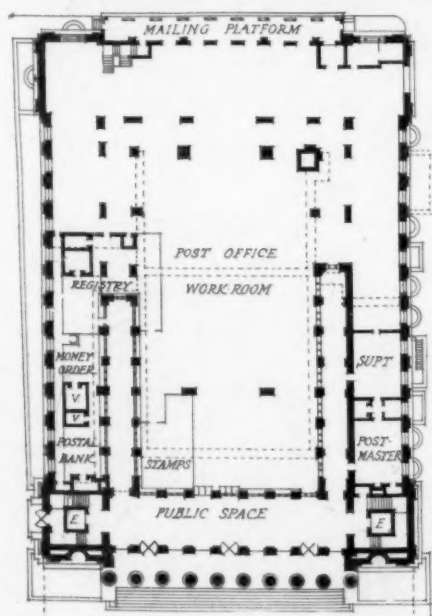 MAILING PLATFORM
POST OFFICE
WORK-ROOM
REGISTRY
MONEY
ORDER
SUPT
V
V
POSTAL
BANK
POST-
MASTER
STAMPS
PUBLIC SPACE
E
E